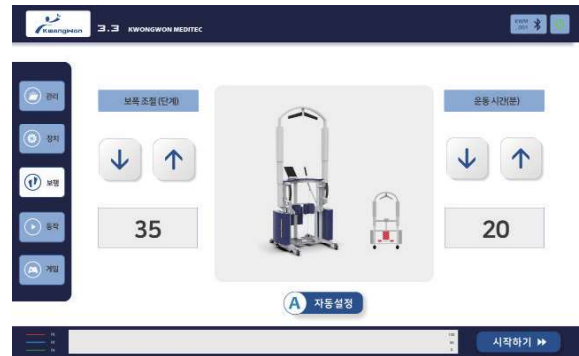 Kwangwon
3.3 KWONGWON MEDITEC
관리
장치
보행
동작
게임
보폭 조절 (단계)
35
운동 시간(분)
20
A 자동설정
시작하기